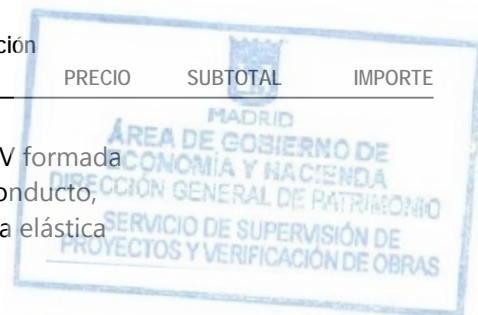 ción
PRECIO SUBTOTAL IMPORTE
MADRID
ÁREA DE GOBIERNO DE
V formada
ECONOMÍA Y HACIENDA
DIRECCIÓN GENERAL DE PATRIMONIO
onducto,
SERVICIO DE SUPERVISIÓN DE
a elástica
PROYECTOS Y VERIFICACIÓN DE OBRAS